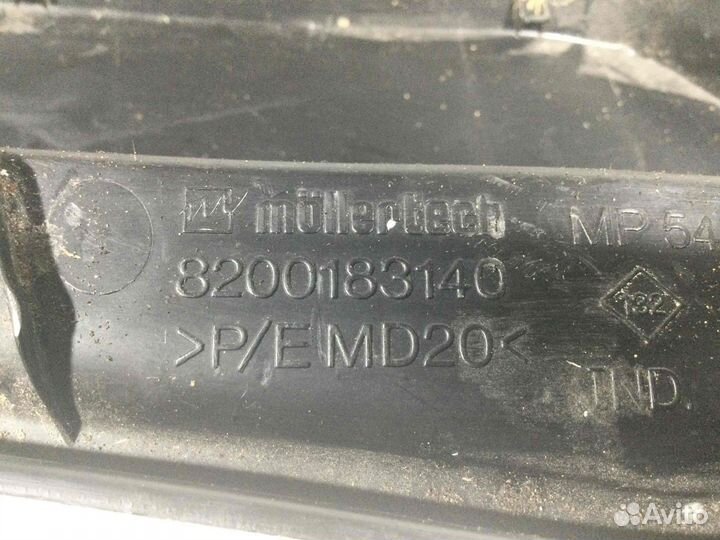 möllertech MP 54
8200183140 132
>P/E MD20< IND.
Avito